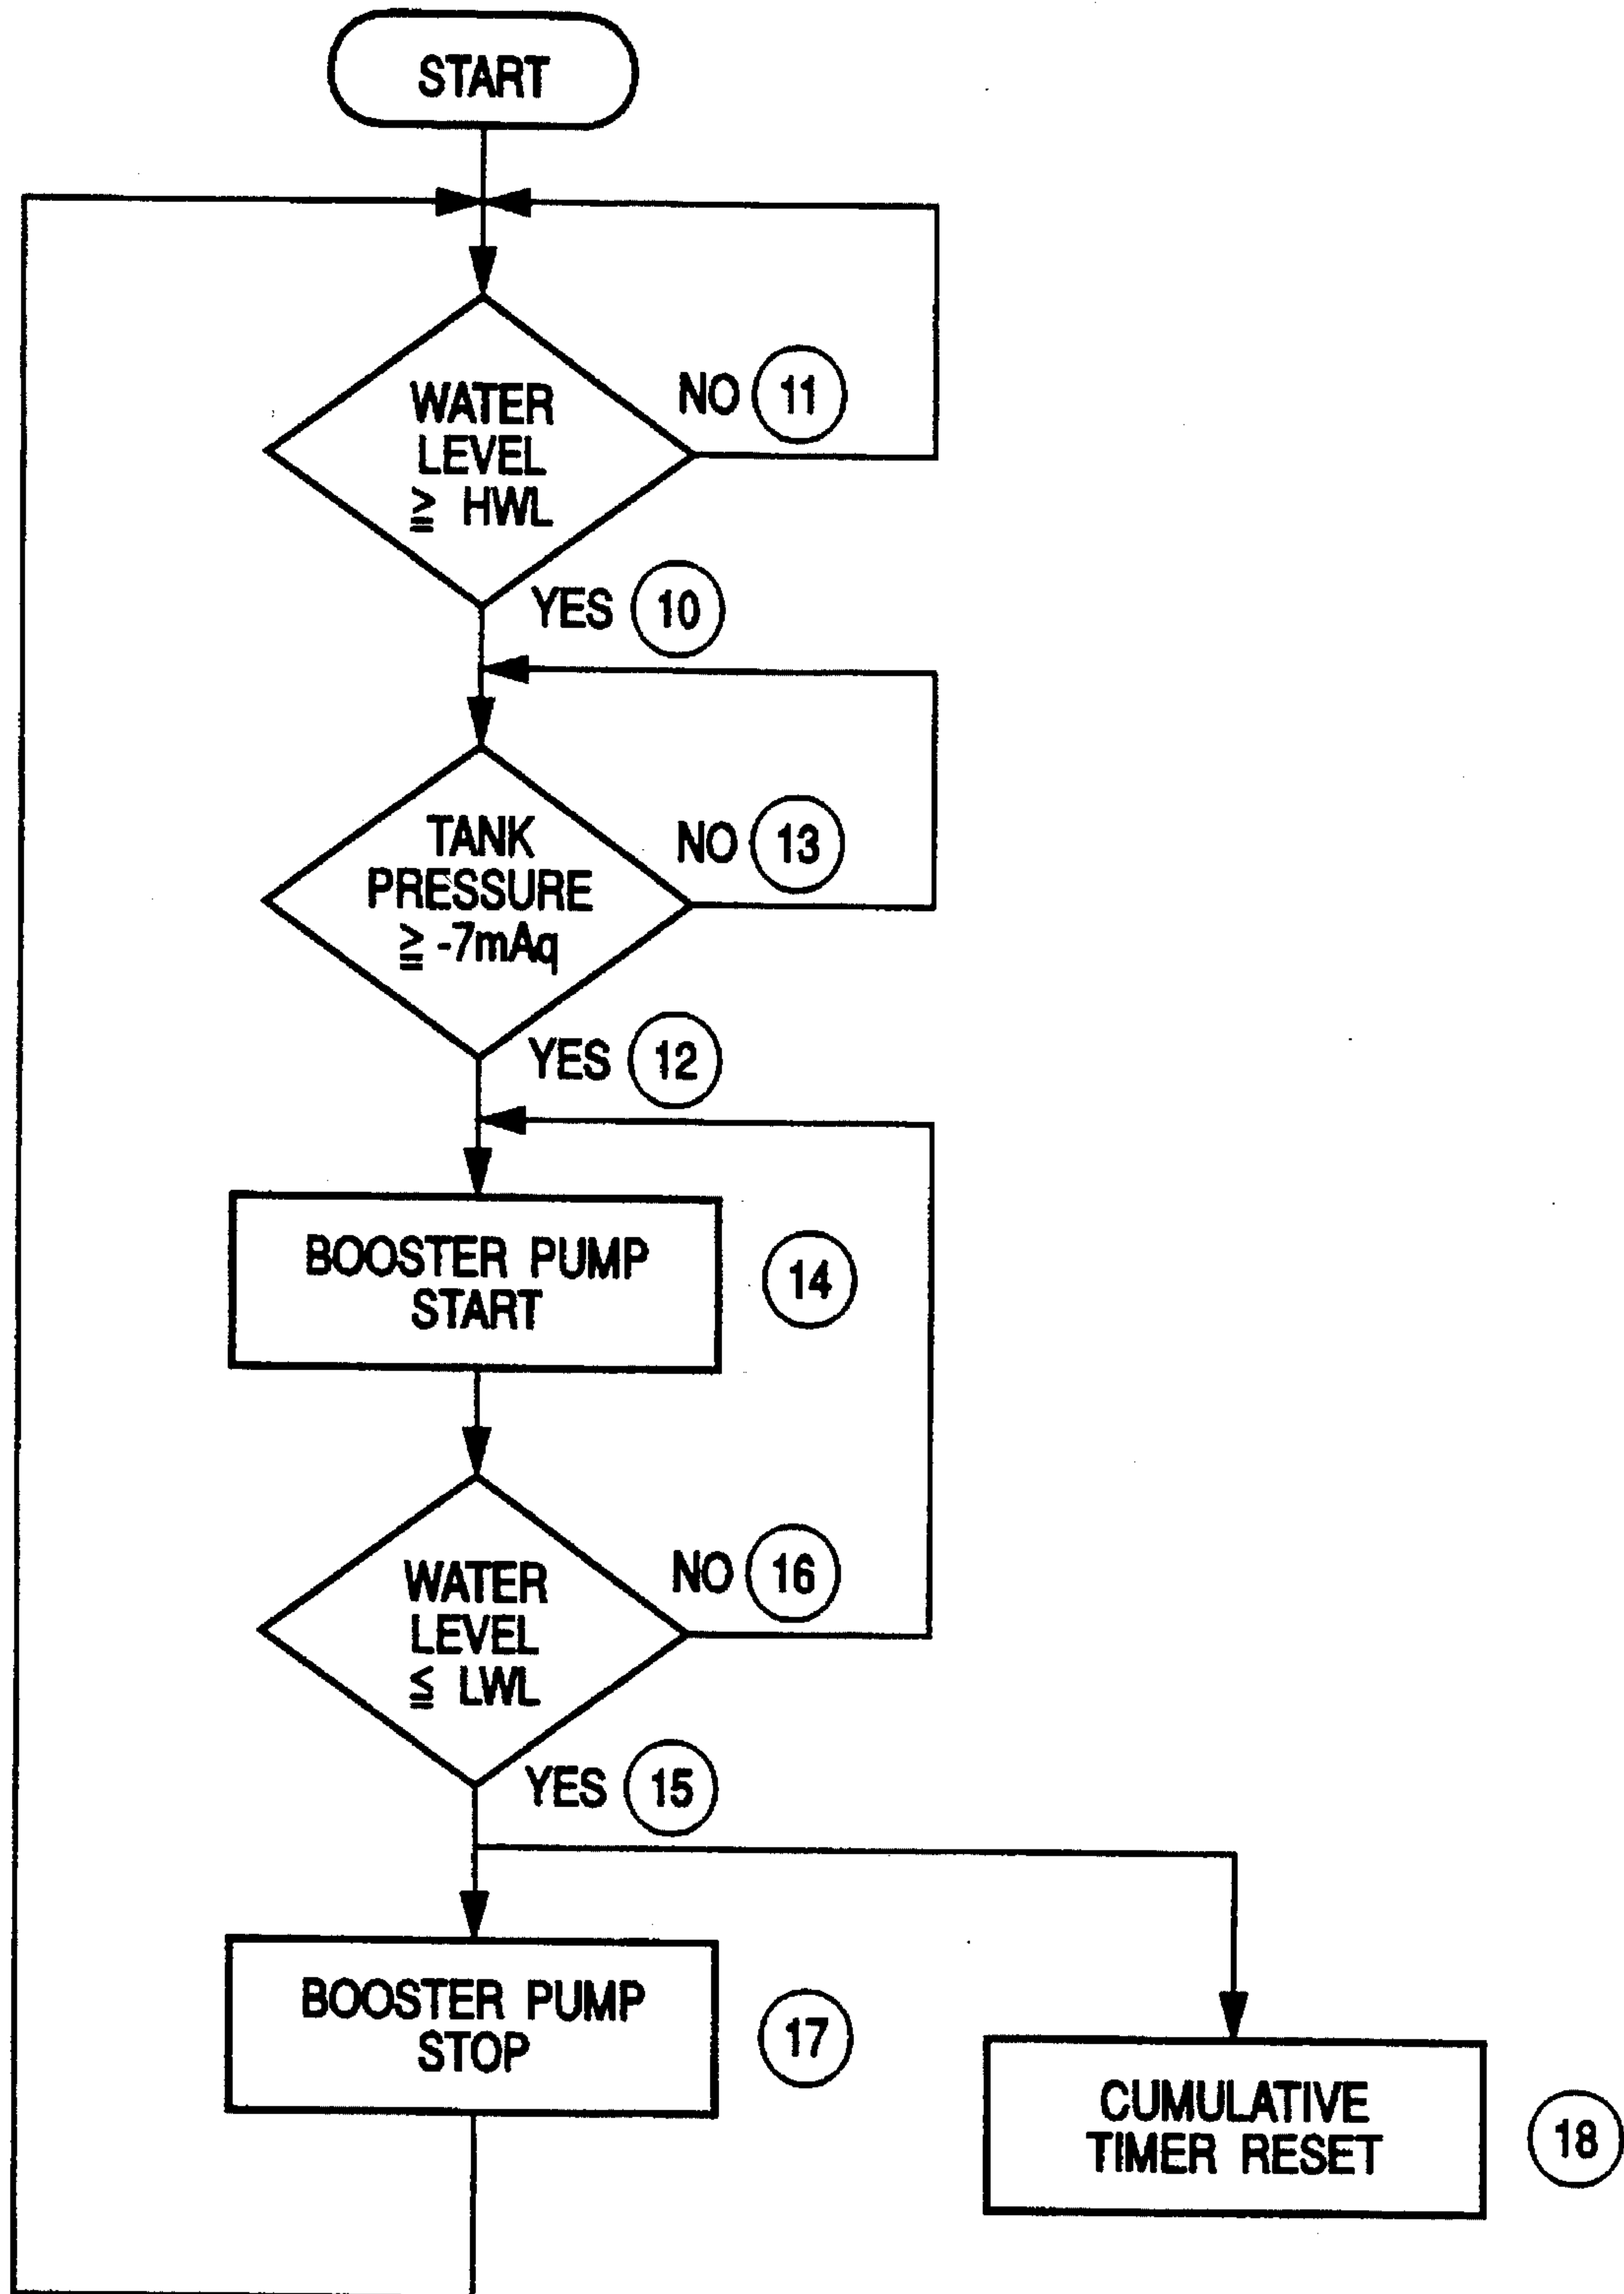 START
WATER
LEVEL
≧ HWL
NO 11
YES 10
TANK
PRESSURE
≧ -7mAq
NO 13
YES 12
BOOSTER PUMP
START
14
WATER
LEVEL
≦ LWL
NO 16
YES 15
BOOSTER PUMP
STOP
17
CUMULATIVE
TIMER RESET
18